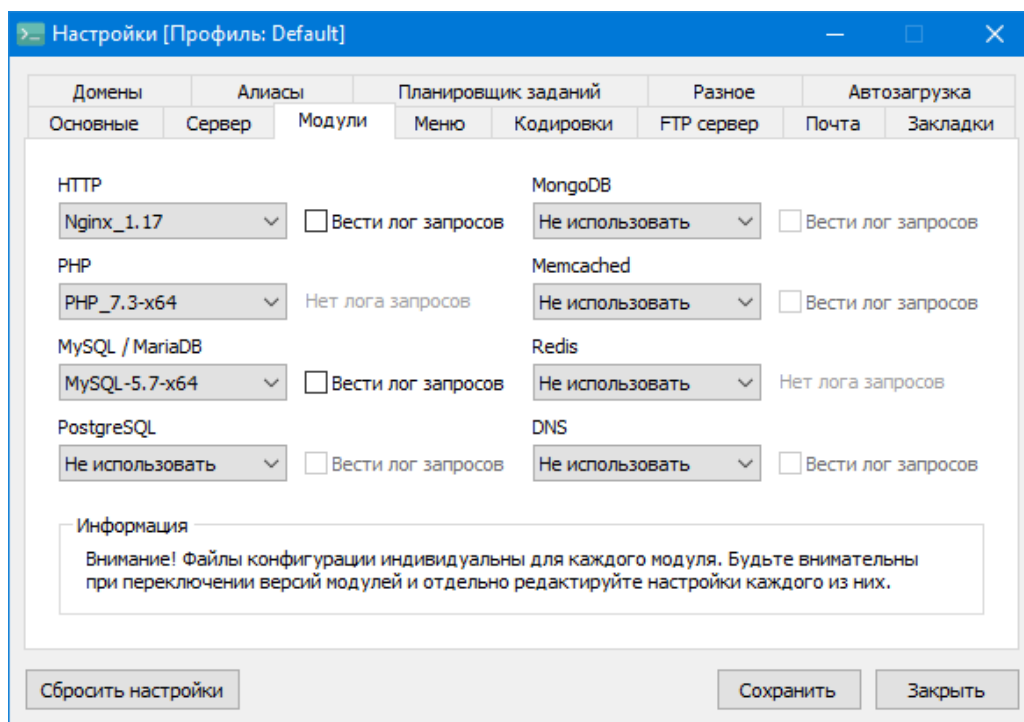 Настройки [Профиль: Default]
Домены Алиасы Планировщик заданий Разное Автозагрузка
Основные Сервер Модули Меню Кодировки FTP сервер Почта Закладки
HTTP MongoDB
Nginx_1.17 Вести лог запросов Не использовать Вести лог запросов
PHP Memcached
PHP_7.3-x64 Нет лога запросов Не использовать Вести лог запросов
MySQL / MariaDB Redis
MySQL-5.7-x64 Вести лог запросов Не использовать Нет лога запросов
PostgreSQL DNS
Не использовать Вести лог запросов Не использовать Вести лог запросов
Информация
Внимание! Файлы конфигурации индивидуальны для каждого модуля. Будьте внимательны
при переключении версий модулей и отдельно редактируйте настройки каждого из них.
Сбросить настройки Сохранить Закрыть